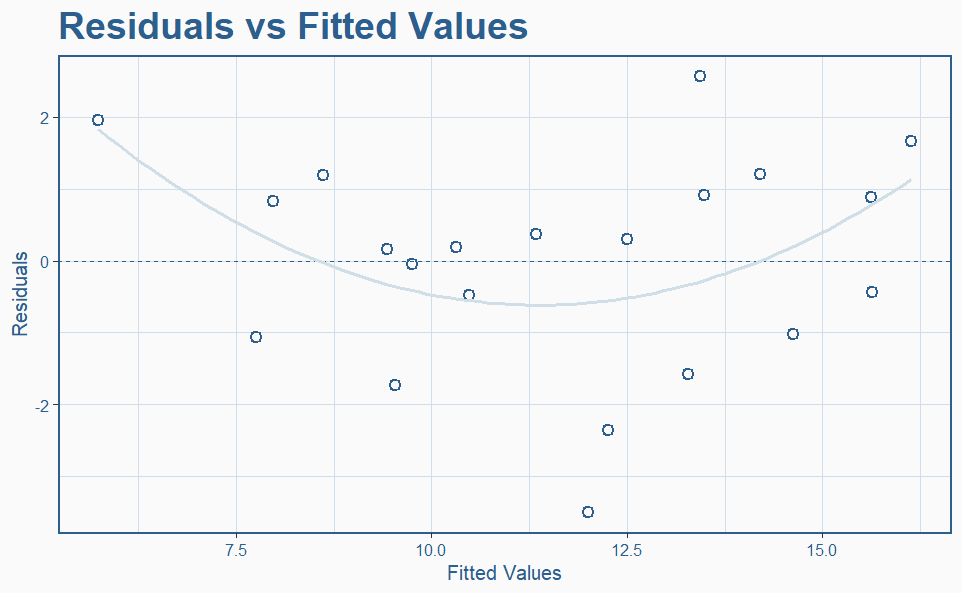 Residuals vs Fitted Values
Residuals
2
0
-2
7.5
10.0
12.5
15.0
Fitted Values